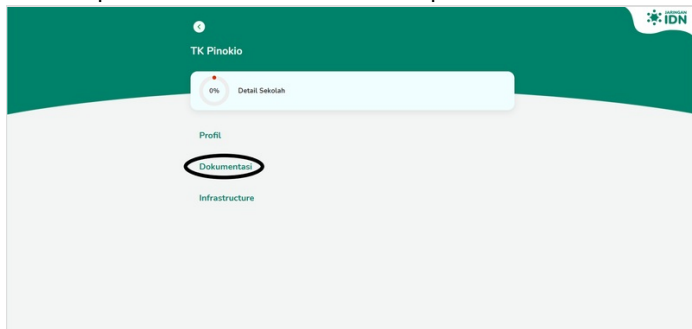 JARINGAN
IDN
TK Pinokio
0%
Detail Sekolah
Profil
Dokumentasi
Infrastructure